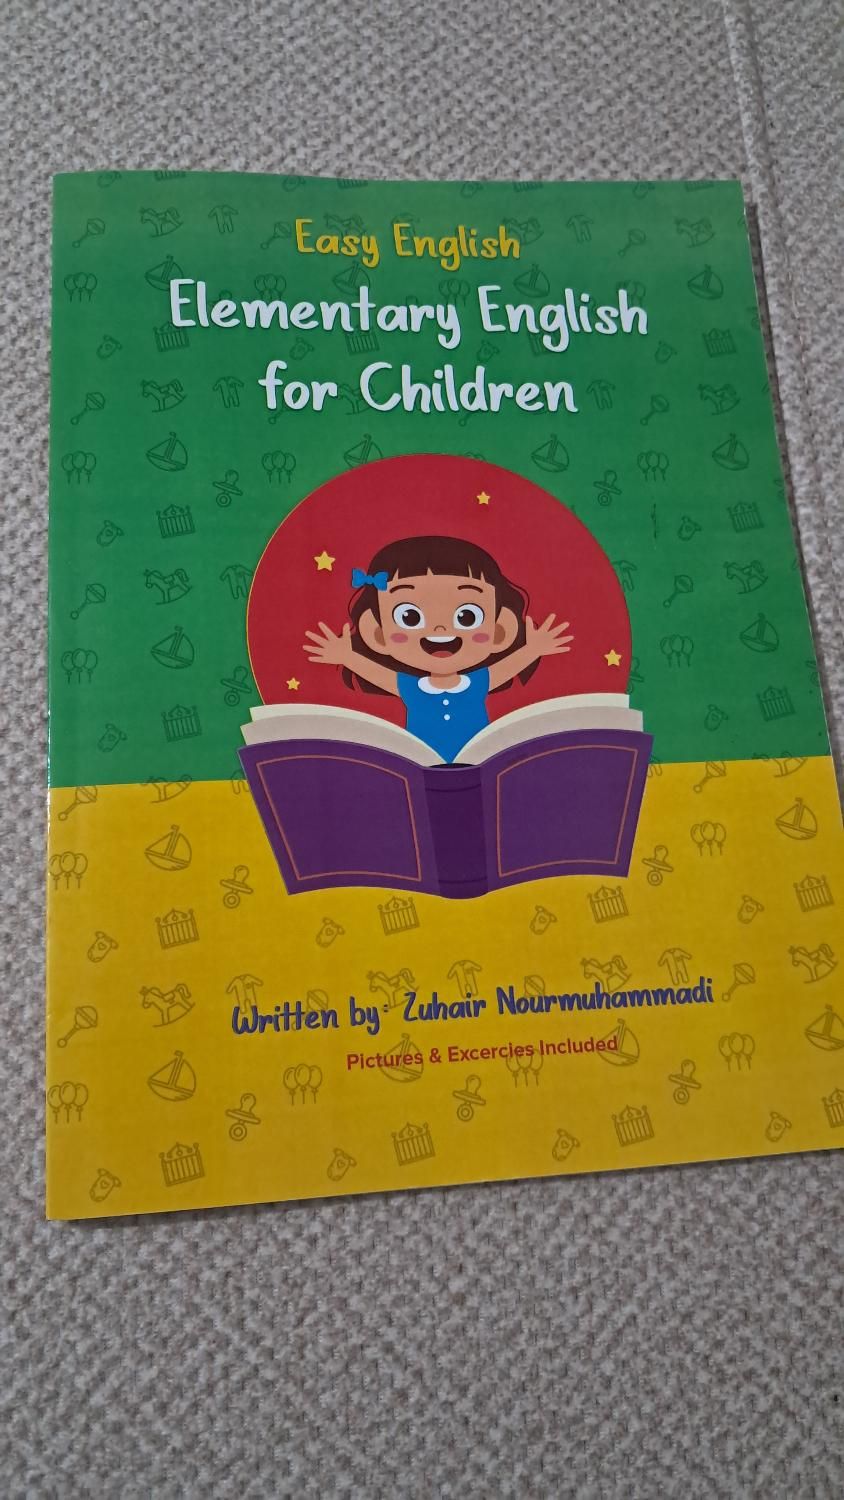 Easy English
Elementary English
for Children
Written by: Zuhair Nourmuhammadi
Pictures & Excercies Included